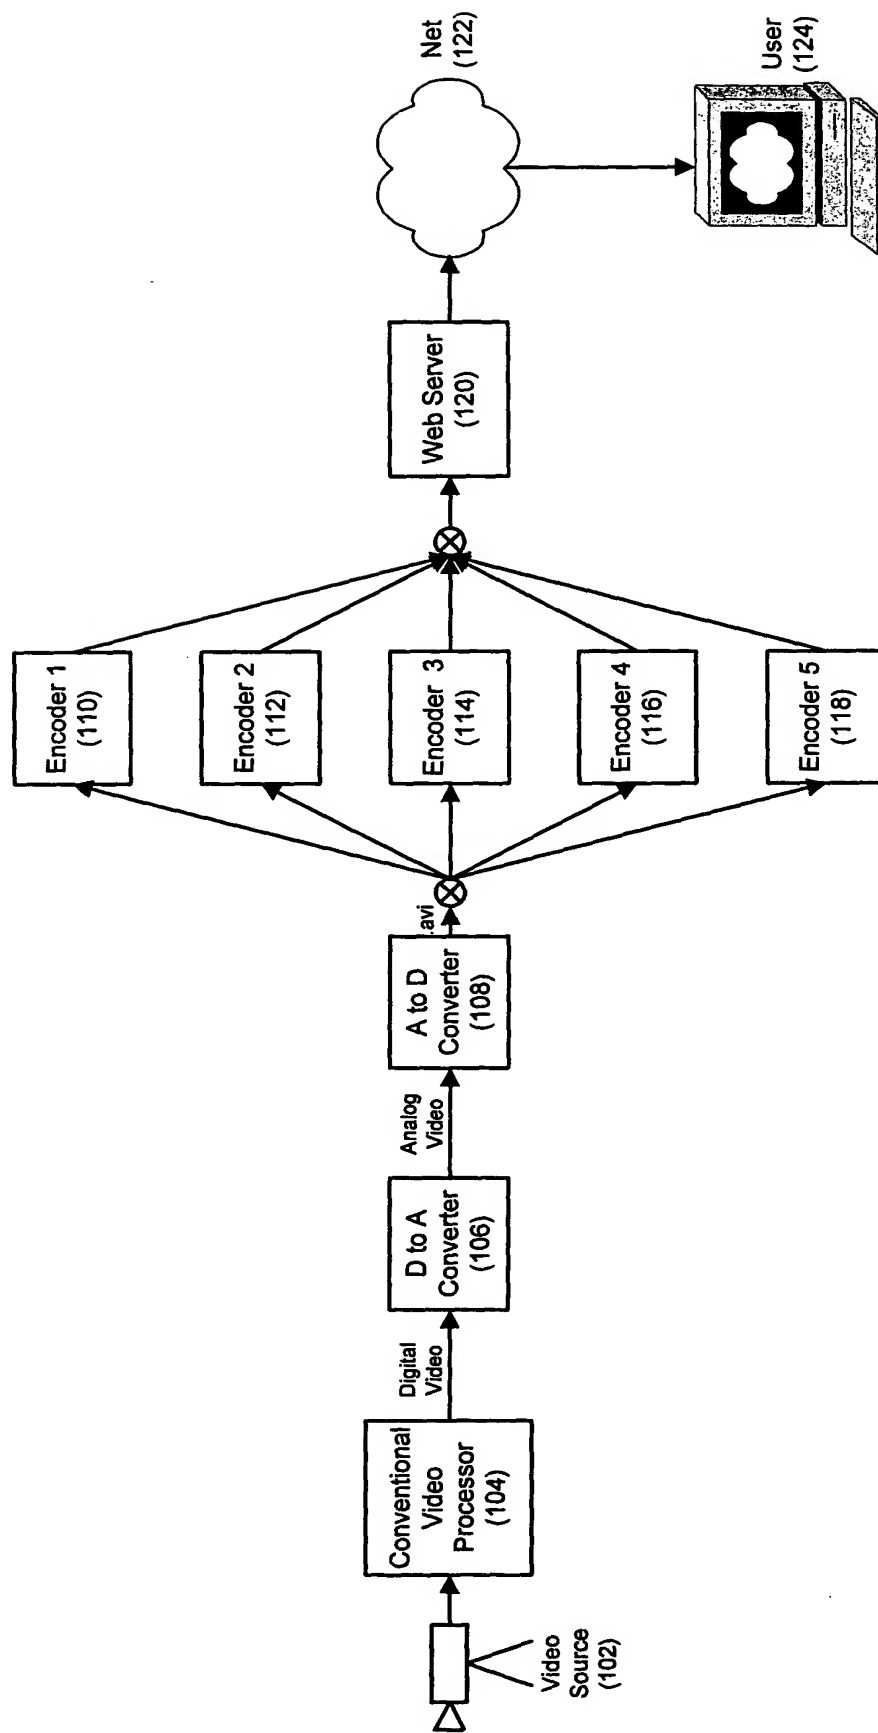 Video
Source
(102)
Conventional
Video
Processor
(104)
Digital
Video
D to A
Converter
(106)
Analog
Video
A to D
Converter
(108)
.avi
Encoder 1
(110)
Encoder 2
(112)
Encoder 3
(114)
Encoder 4
(116)
Encoder 5
(118)
Web Server
(120)
Net
(122)
User
(124)